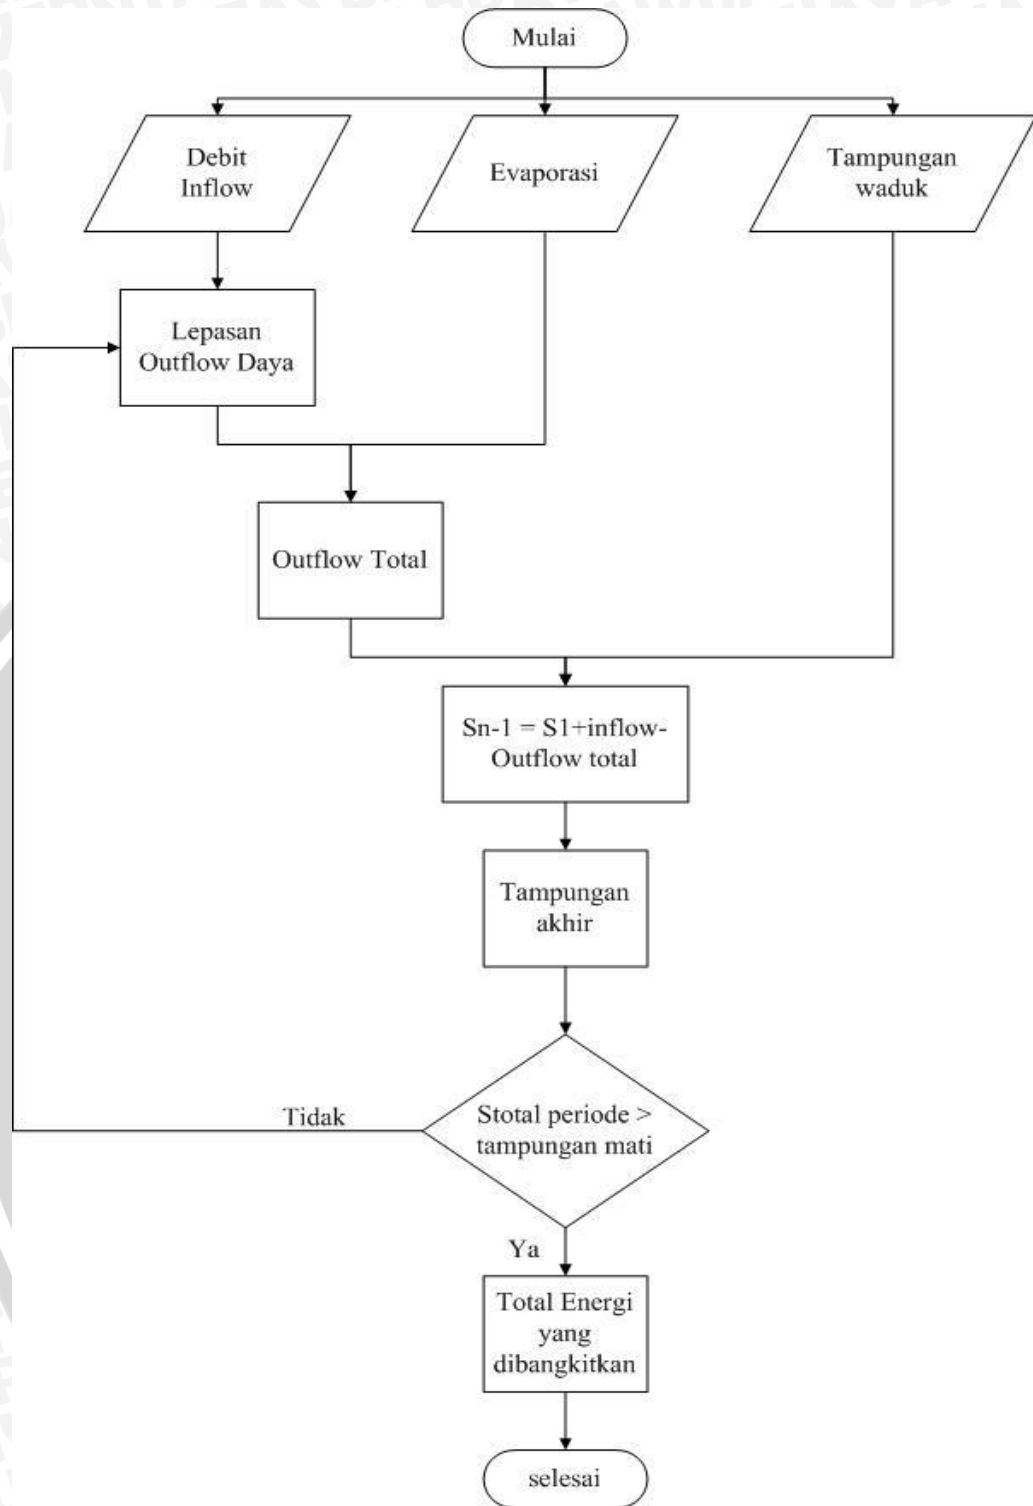 Mulai
Debit
Inflow
Evaporasi
Tampungan
waduk
Lepasan
Outflow Daya
Outflow Total
Sn-1 = S1+inflow-
Outflow total
Tampungan
akhir
Stotal periode >
tampungan mati
Tidak
Ya
Total Energi
yang
dibangkitkan
selesai